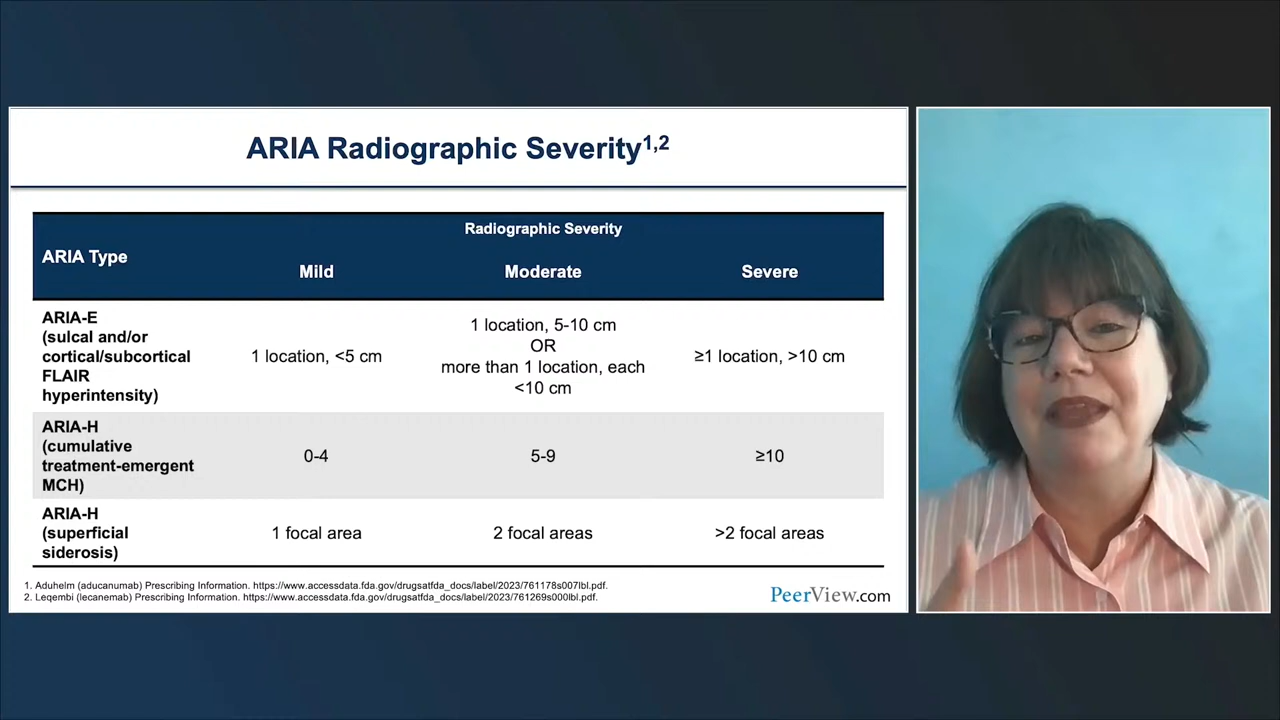 ARIA Radiographic Severity1,2
ARIA Type
Radiographic Severity
Mild
Moderate
Severe
ARIA-E
(sulcal and/or
cortical/subcortical
FLAIR
hyperintensity)
1 location, <5 cm
1 location, 5-10 cm
OR
more than 1 location, each
<10 cm
≥1 location, >10 cm
ARIA-H
(cumulative
treatment-emergent
MCH)
0-4
5-9
≥10
ARIA-H
(superficial
siderosis)
1 focal area
2 focal areas
>2 focal areas
1. Aduhelm (aducanumab) Prescribing Information. https://www.accessdata.fda.gov/drugsatfda_docs/label/2023/761178s007lbl.pdf.
2. Leqembi (lecanemab) Prescribing Information. https://www.accessdata.fda.gov/drugsatfda_docs/label/2023/761269s000lbl.pdf.
PeerView.com